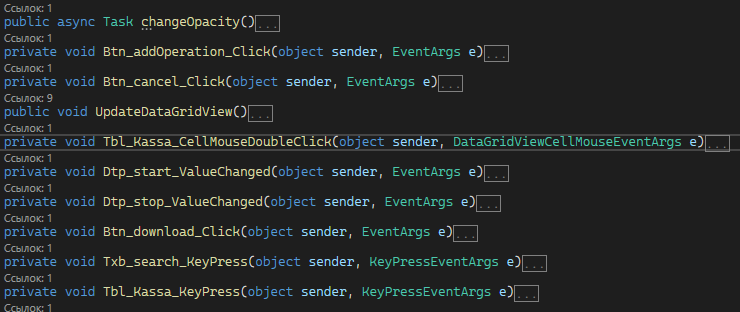 Ссылок: 1
public async Task changeOpacity()...
Ссылок: 1
private void Btn_addOperation_Click(object sender, EventArgs e)...
Ссылок: 1
private void Btn_cancel_Click(object sender, EventArgs e)...
Ссылок: 9
public void UpdateDataGridView()...
Ссылок: 1
private void Tbl_Kassa_CellMouseDoubleClick(object sender, DataGridViewCellMouseEventArgs e)...
Ссылок: 1
private void Dtp_start_ValueChanged(object sender, EventArgs e)...
Ссылок: 1
private void Dtp_stop_ValueChanged(object sender, EventArgs e)...
Ссылок: 1
private void Btn_download_Click(object sender, EventArgs e)...
Ссылок: 1
private void Txb_search_KeyPress(object sender, KeyPressEventArgs e)...
Ссылок: 1
private void Tbl_Kassa_KeyPress(object sender, KeyPressEventArgs e)...
Ссылок: 1